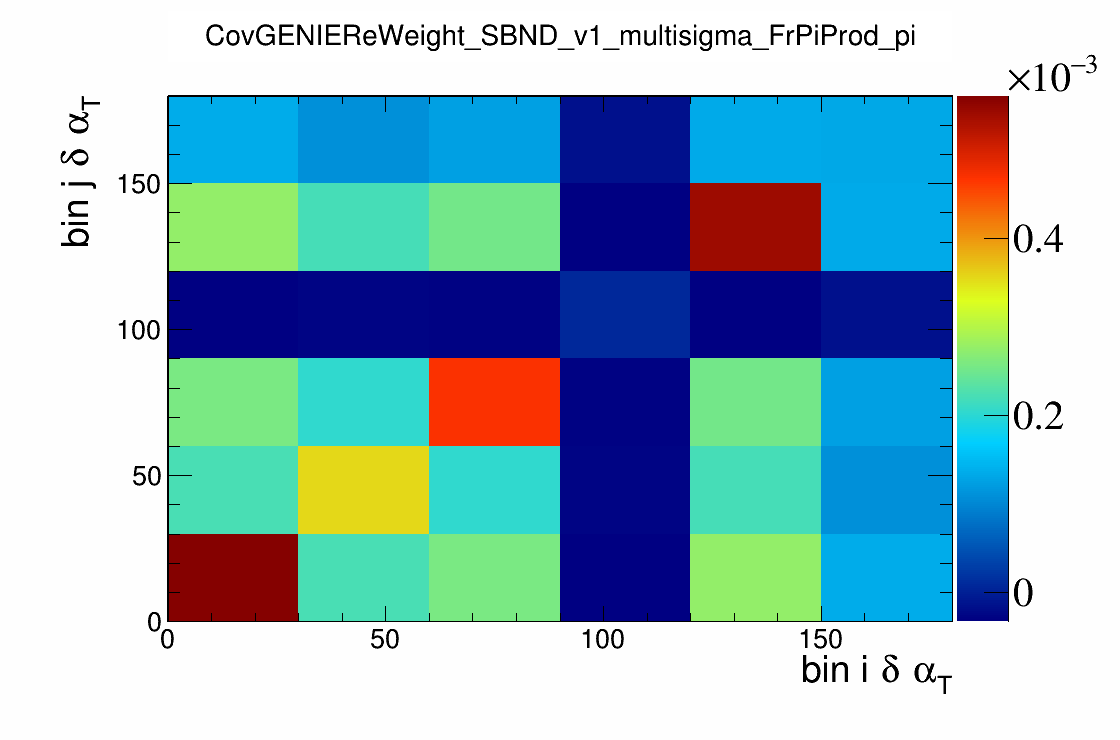 CovGENIEReWeight_SBND_v1_multisigma_FrPiProd_pi
×10⁻³
bin j δ α_T
150
100
50
0
0.4
0.2
0
0 50 100 150
bin i δ α_T